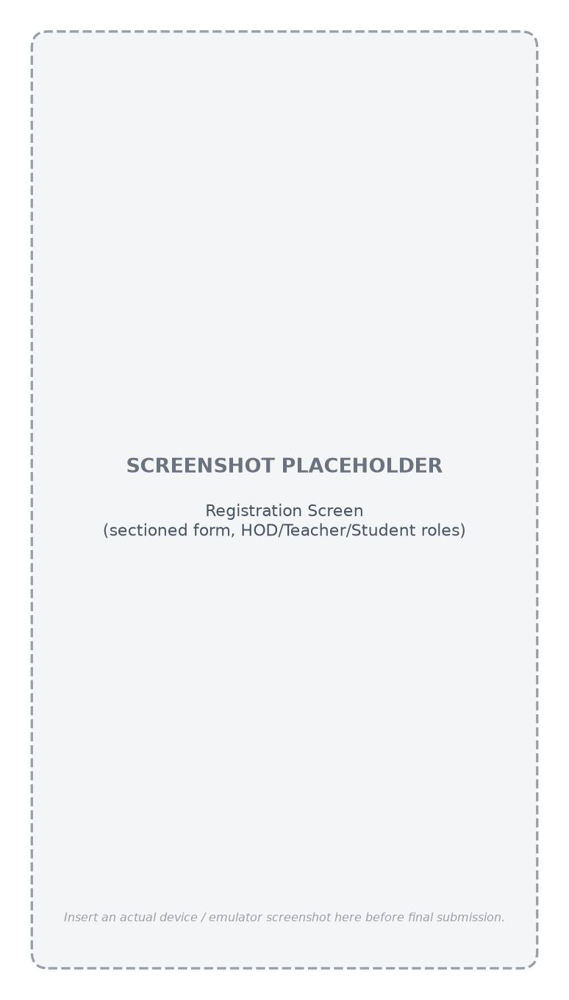 SCREENSHOT PLACEHOLDER
Registration Screen
(sectioned form, HOD/Teacher/Student roles)
Insert an actual device / emulator screenshot here before final submission.